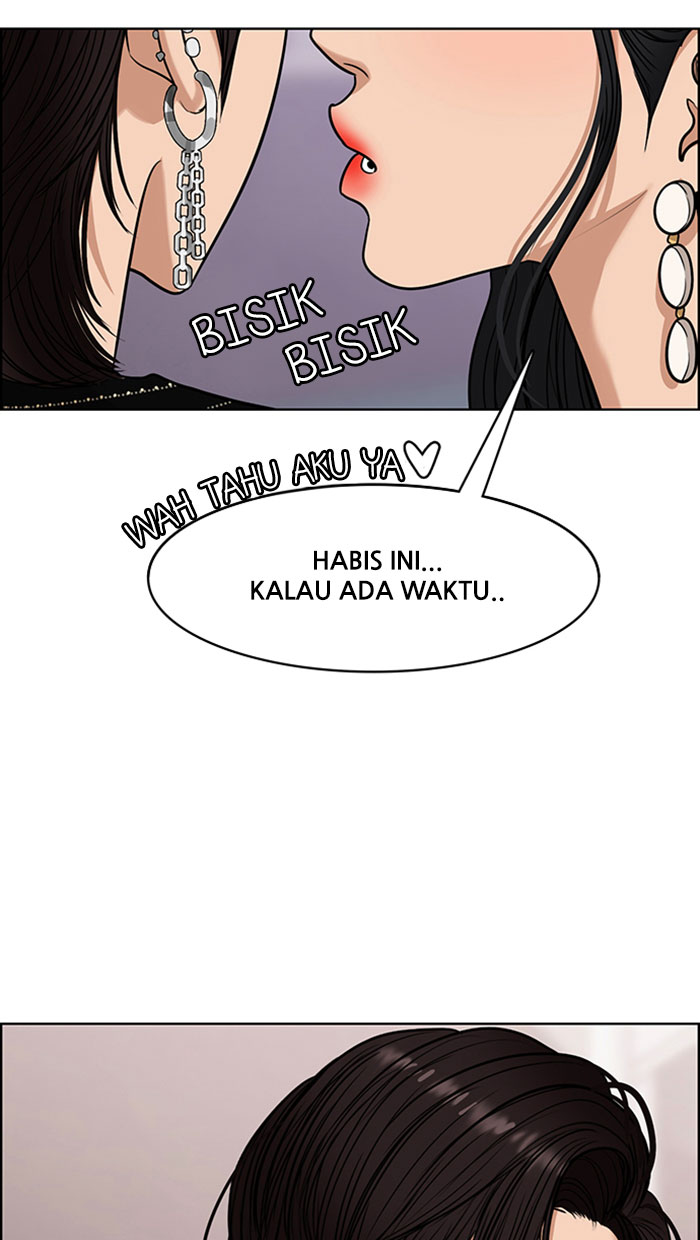 BISIK
BISIK
WAH TAHU AKU YA♡
HABIS INI...
KALAU ADA WAKTU..